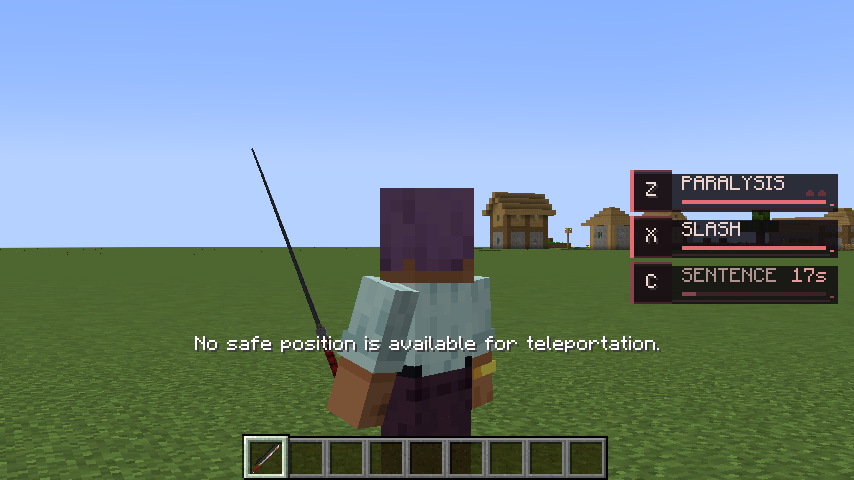 Z PARALYSIS
X SLASH
C SENTENCE 17s
No safe position is available for teleportation.